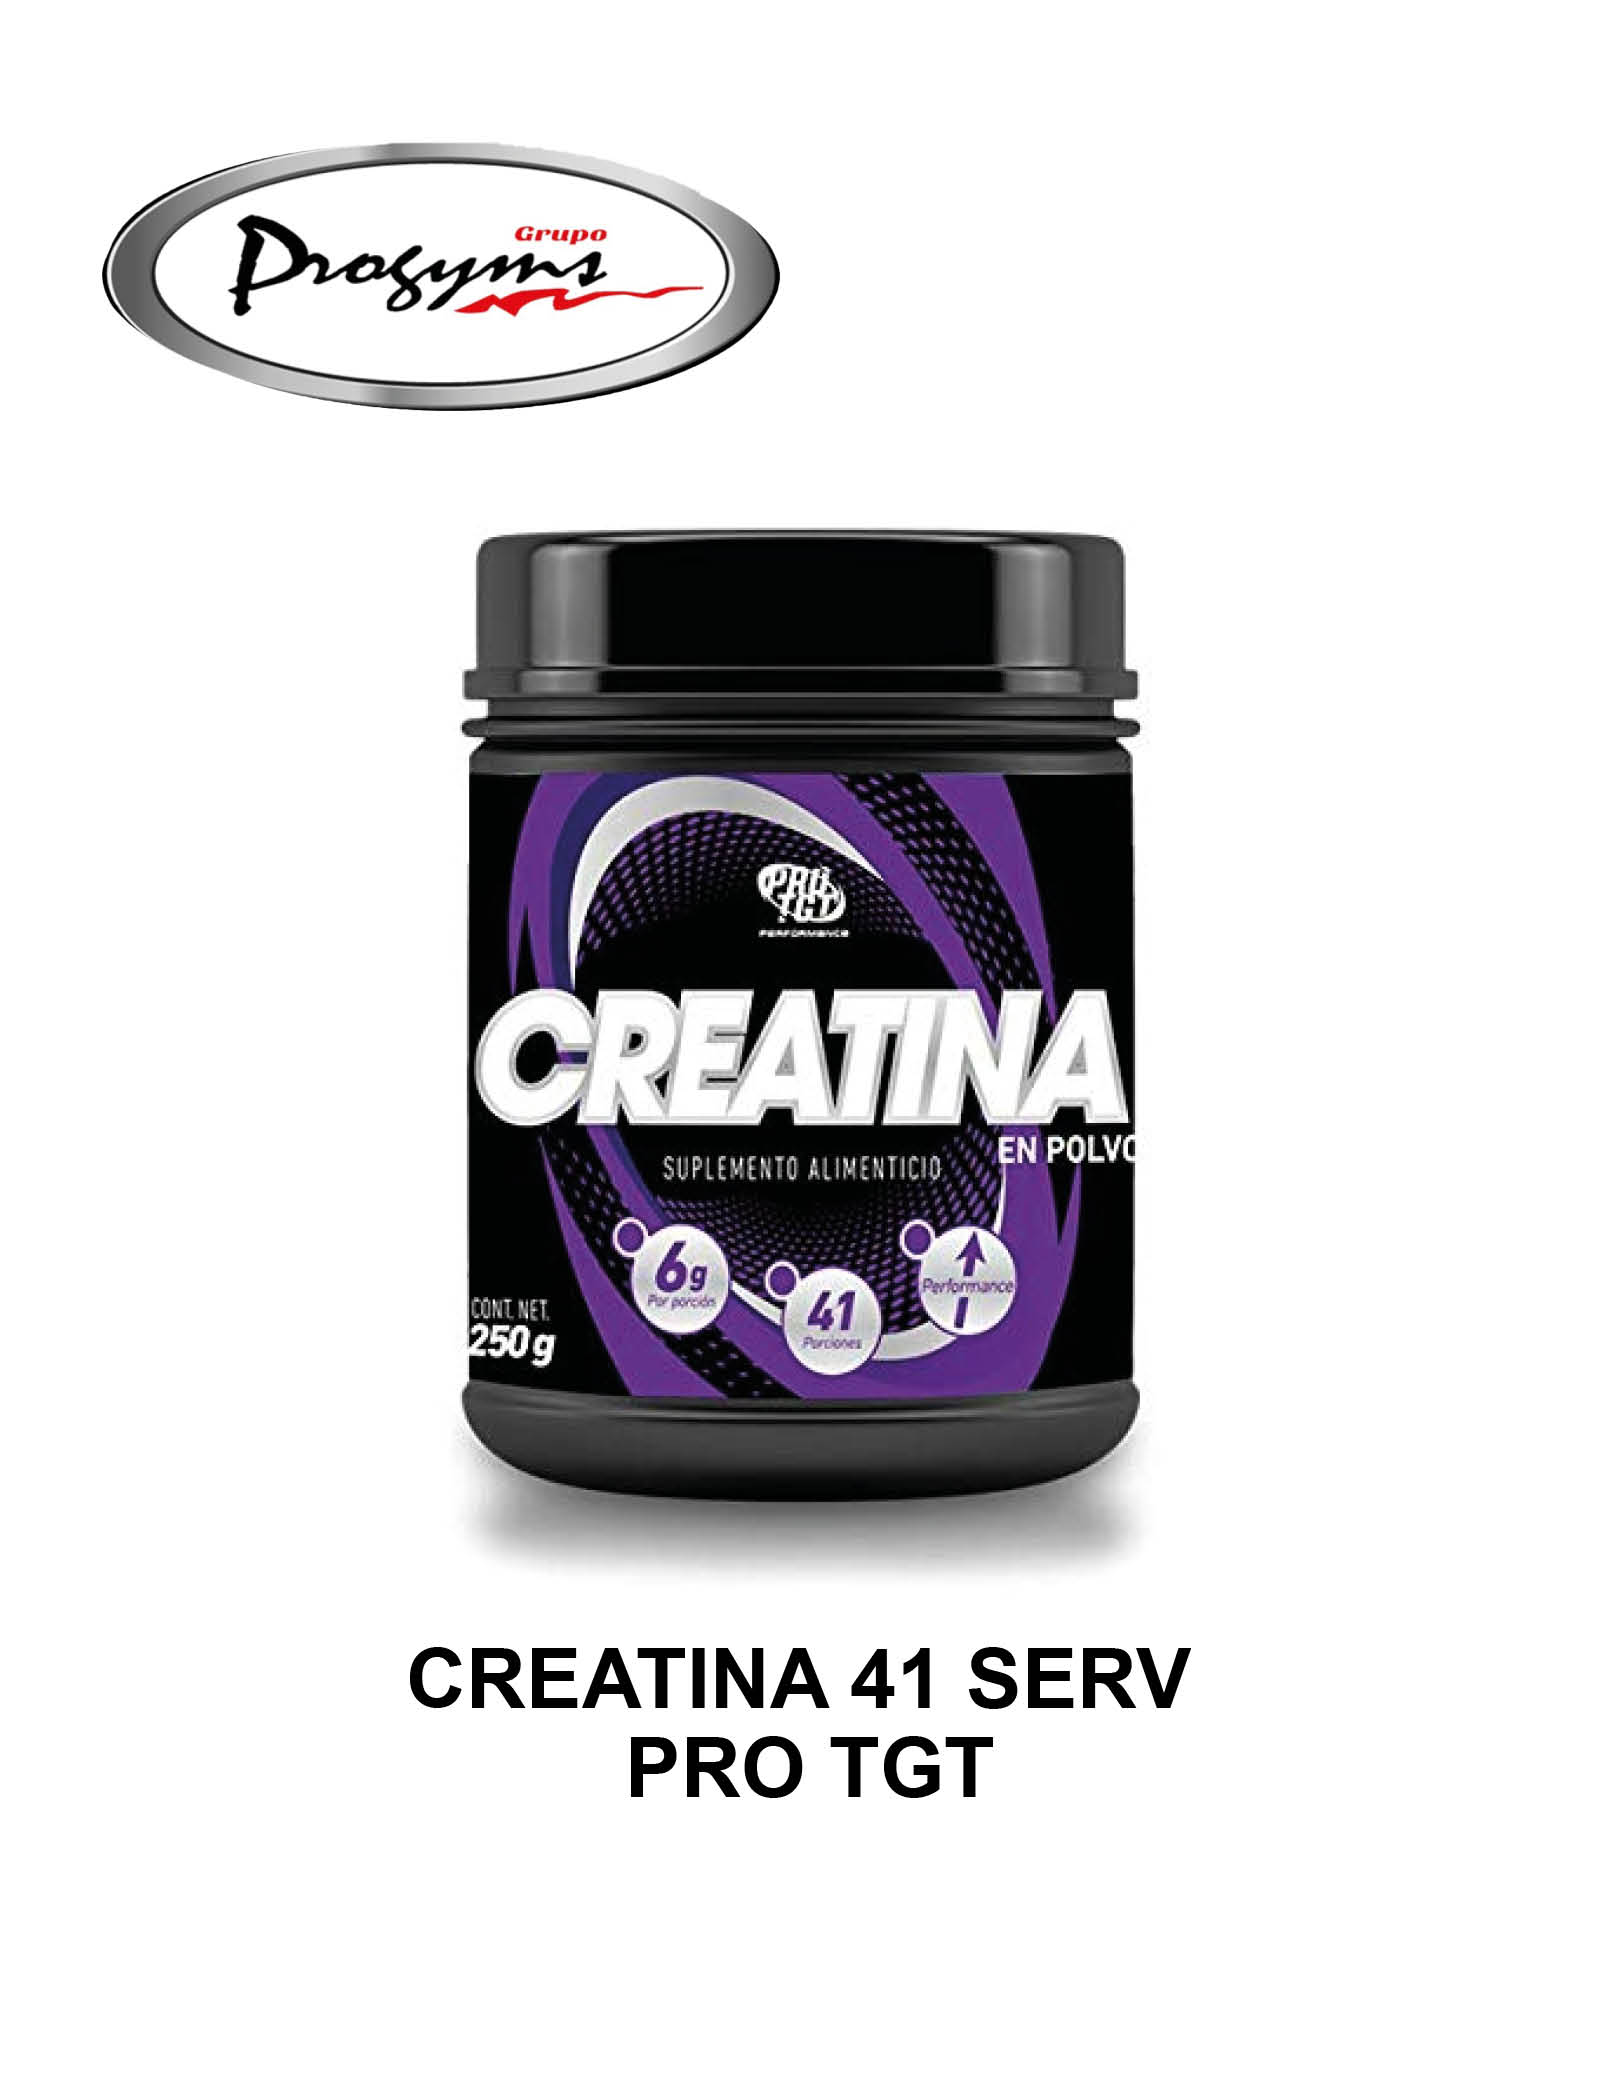 Grupo
Progyms
PRO
TGT
PERFORMANCE
CREATINA
EN POLVO
SUPLEMENTO ALIMENTICIO
6g
Por porción
41
Porciones
Performance
CONT. NET.
250 g
CREATINA 41 SERV
PRO TGT